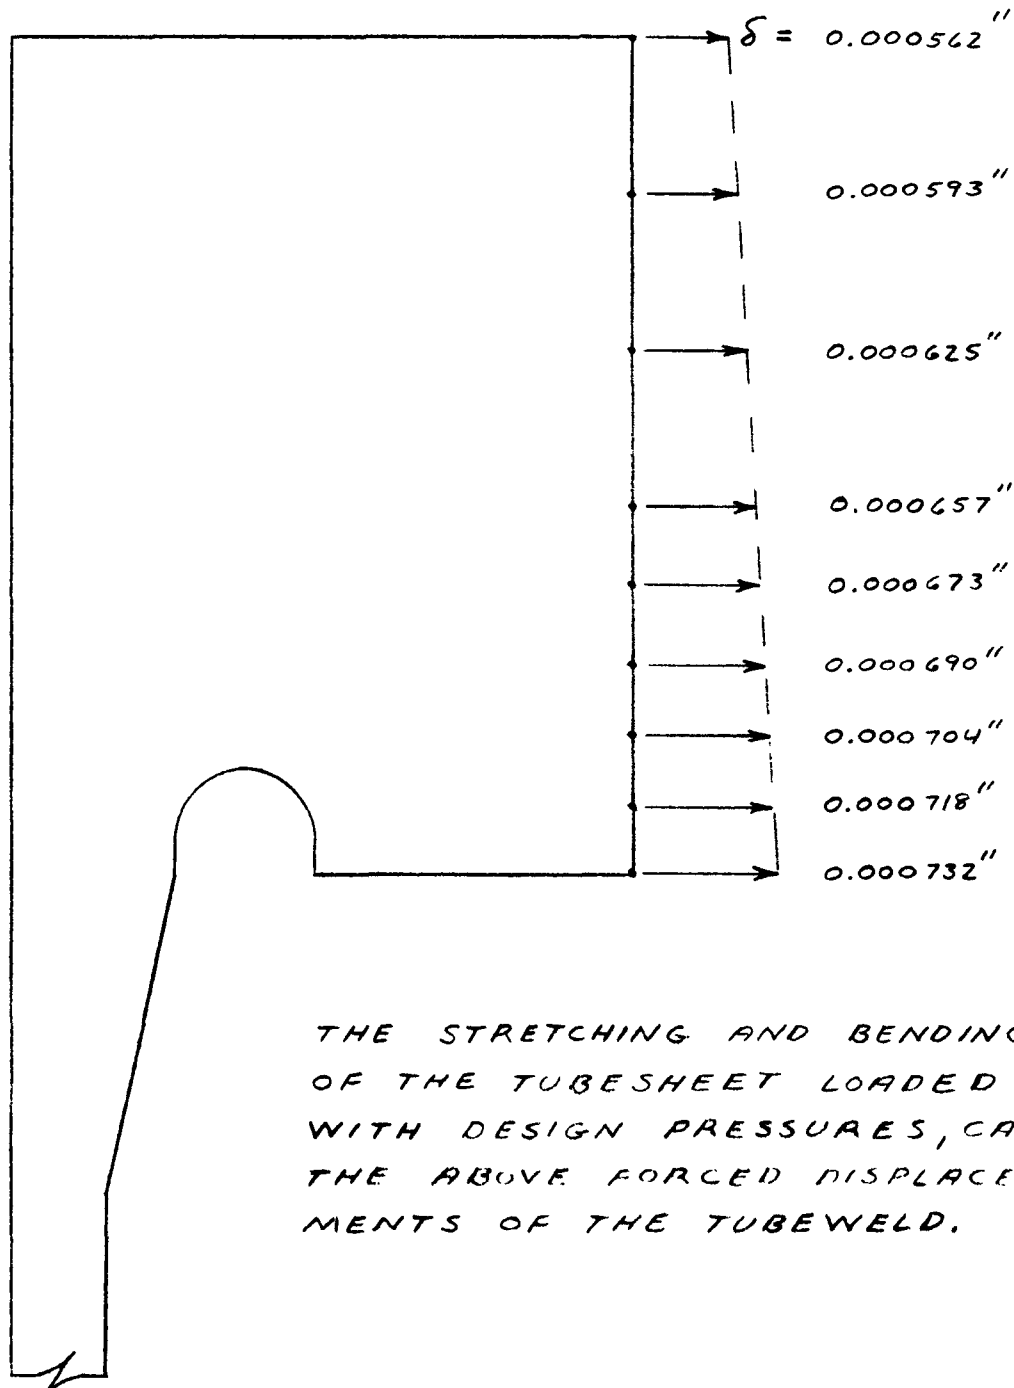 δ = 0.000562"
0.000593"
0.000625"
0.000657"
0.000673"
0.000690"
0.000704"
0.000718"
0.000732"
THE STRETCHING AND BENDING
OF THE TUBESHEET LOADED
WITH DESIGN PRESSURES,
THE ABOVE FORCED DISPLACE
MENTS OF THE TUBEWELD.